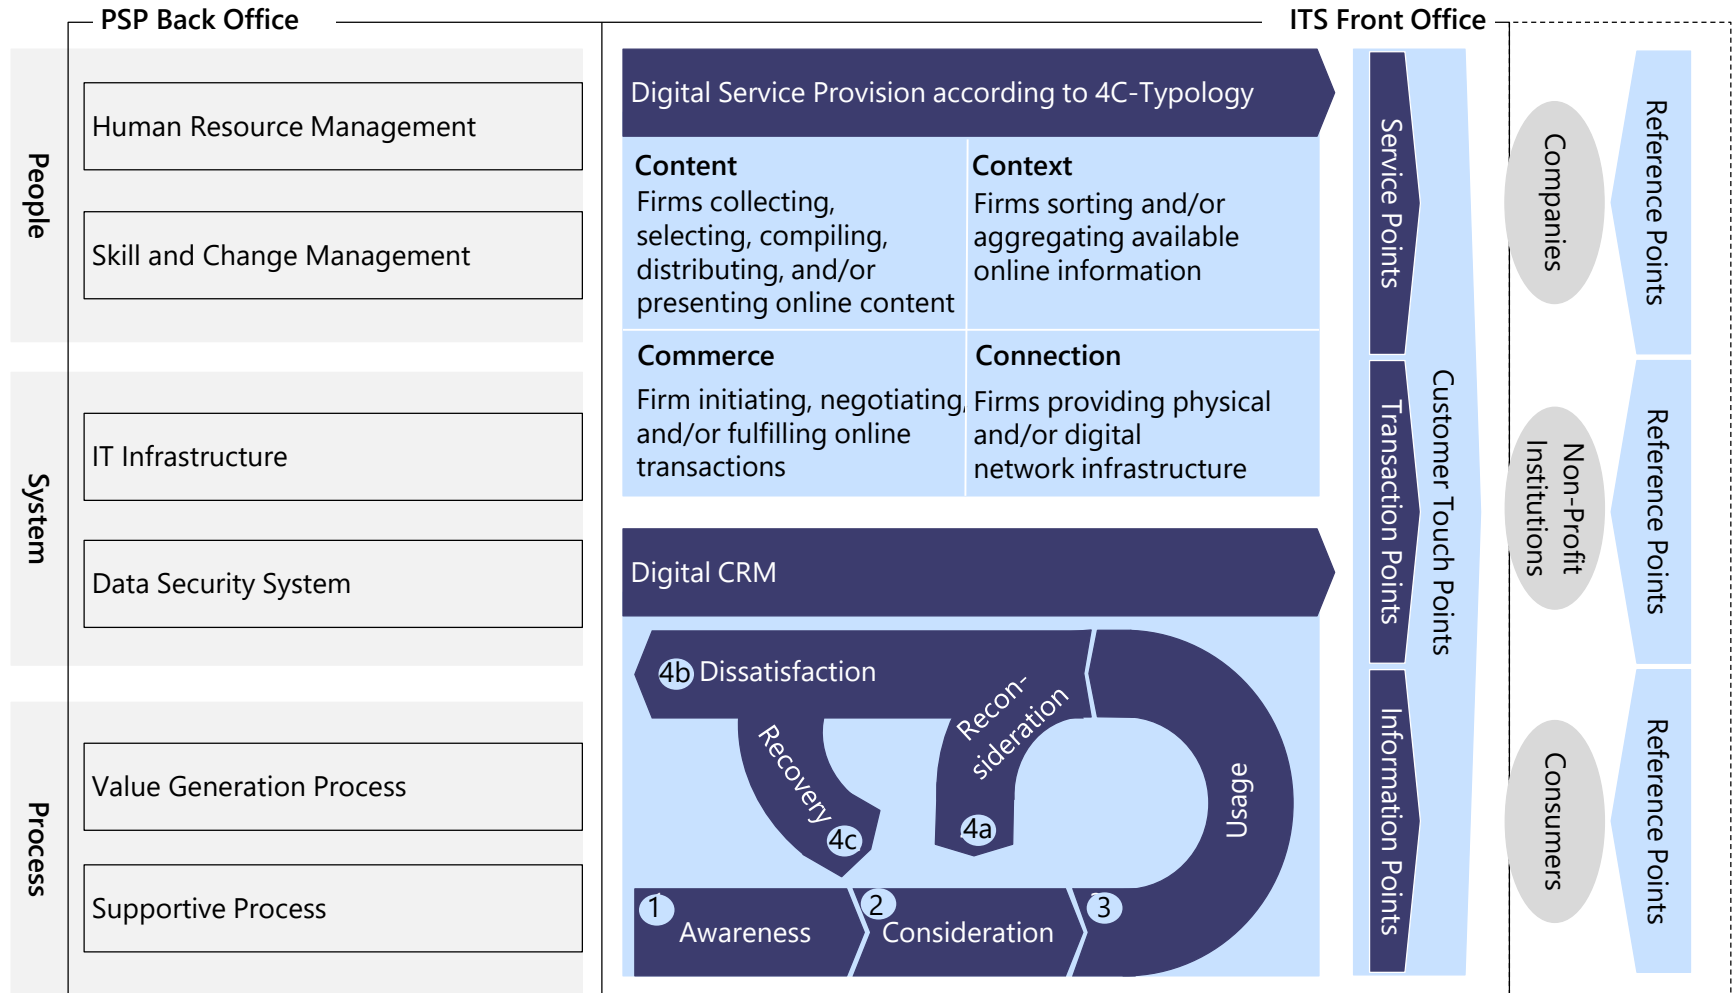 PSP Back Office
ITS Front Office
People
Human Resource Management
Skill and Change Management
System
IT Infrastructure
Data Security System
Process
Value Generation Process
Supportive Process
Digital Service Provision according to 4C-Typology
Content
Firms collecting,
selecting, compiling,
distributing, and/or
presenting online content
Context
Firms sorting and/or
aggregating available
online information
Commerce
Firm initiating, negotiating,
and/or fulfilling online
transactions
Connection
Firms providing physical
and/or digital
network infrastructure
Digital CRM
4b Dissatisfaction
Recovery
4c
Recon-
sideration
4a
Usage
1
Awareness
2
Consideration
3
Service Points
Transaction Points
Information Points
Customer Touch Points
Companies
Non-Profit
Institutions
Consumers
Reference Points
Reference Points
Reference Points